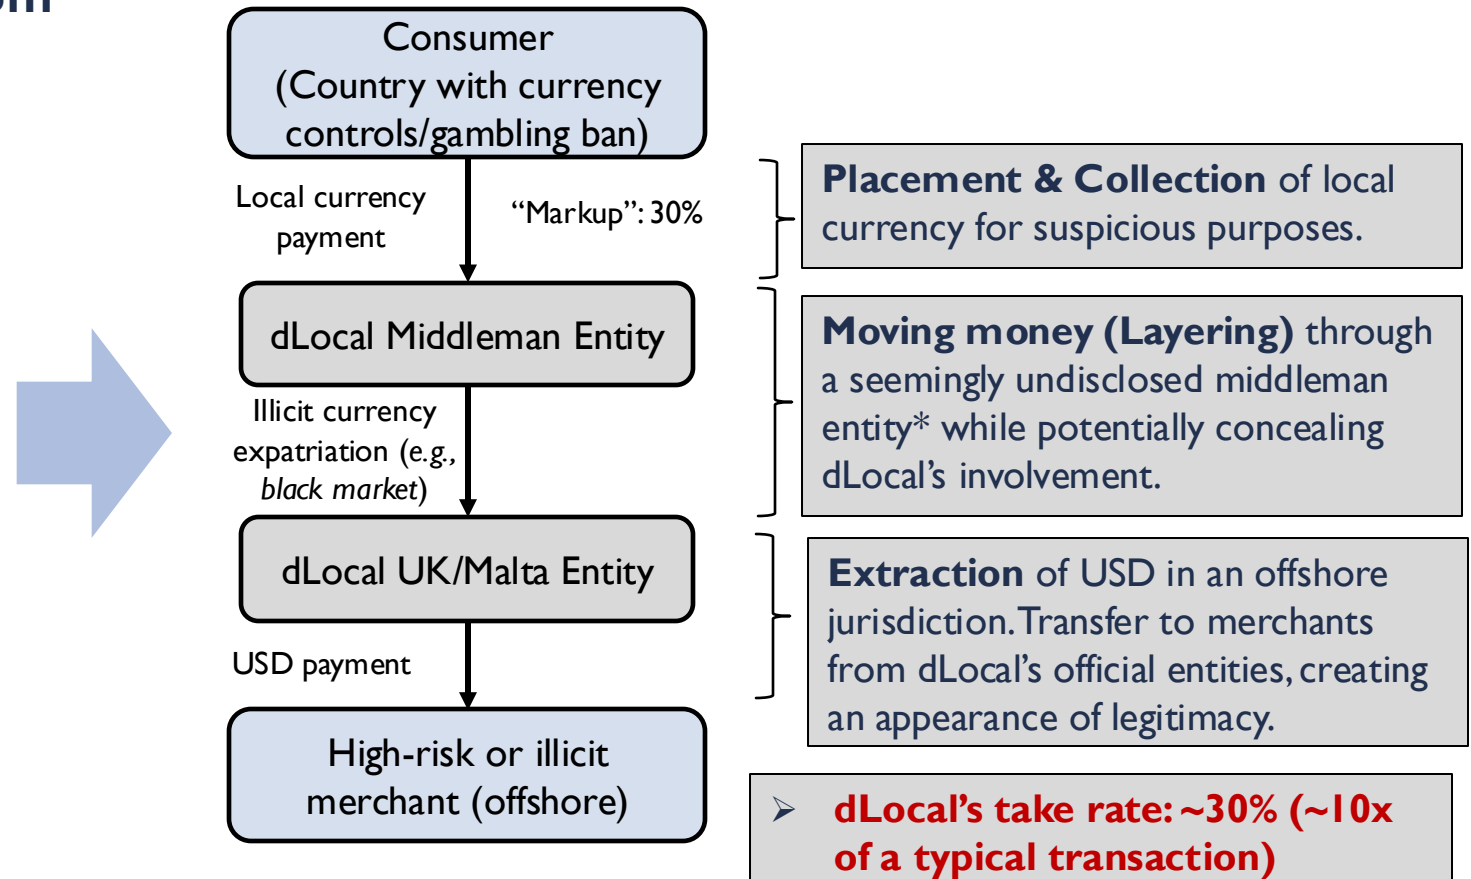 Consumer
(Country with currency
controls/gambling ban)
Local currency
payment
“Markup”: 30%
Placement & Collection of local
currency for suspicious purposes.
dLocal Middleman Entity
Moving money (Layering) through
a seemingly undisclosed middleman
entity* while potentially concealing
dLocal’s involvement.
Illicit currency
expatriation (e.g.,
black market)
dLocal UK/Malta Entity
Extraction of USD in an offshore
jurisdiction. Transfer to merchants
from dLocal’s official entities, creating
an appearance of legitimacy.
USD payment
High-risk or illicit
merchant (offshore)
➢ dLocal’s take rate: ~30% (~10x
of a typical transaction)